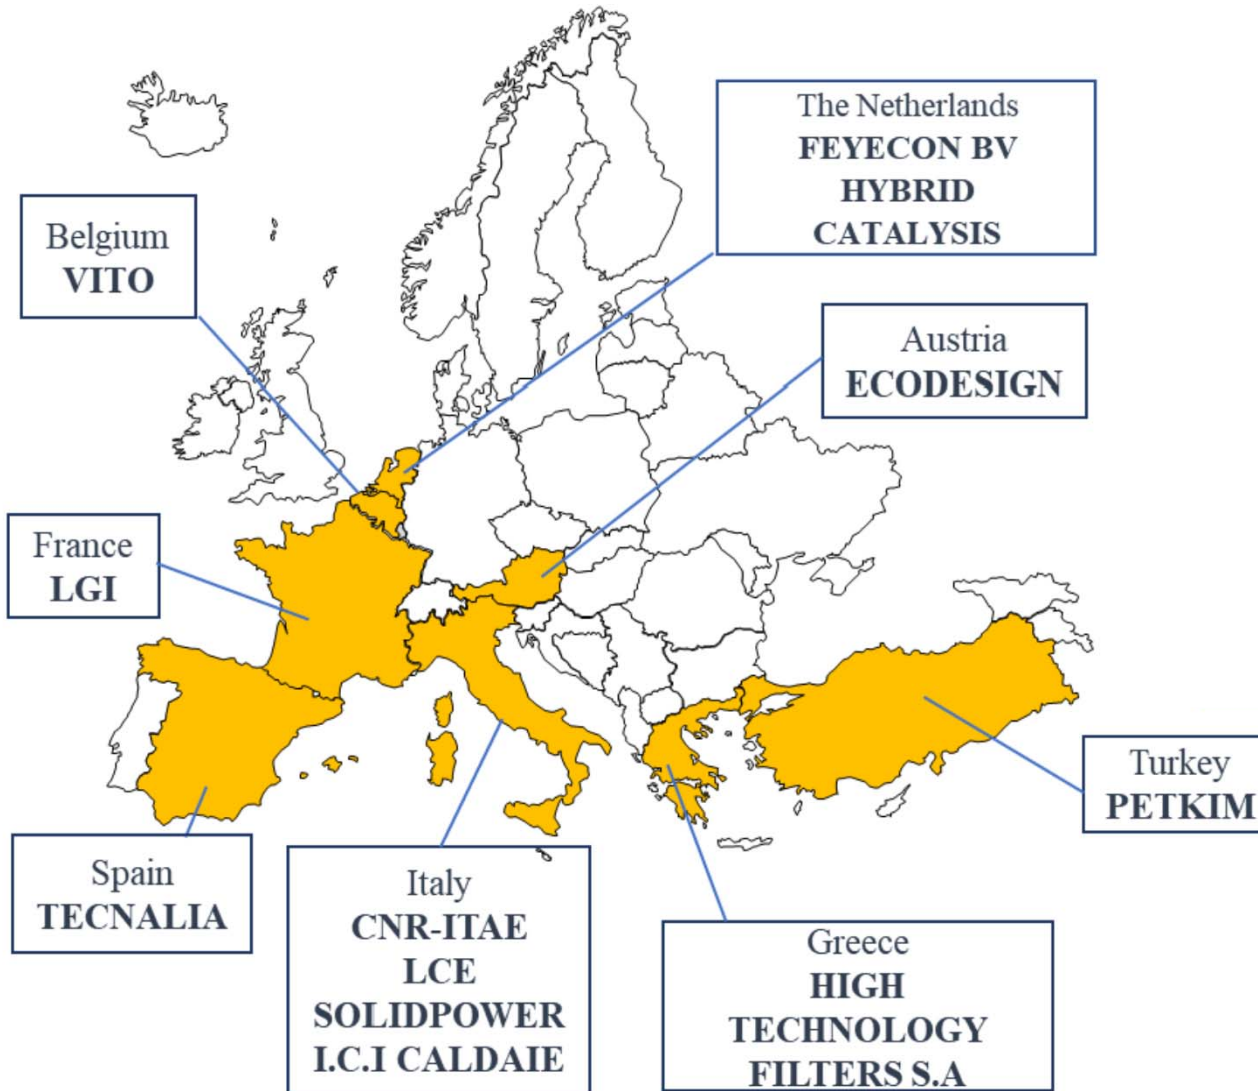 The Netherlands
FEYECON BV
HYBRID
CATALYSIS
Belgium
VITO
Austria
ECODESIGN
France
LGI
Turkey
PETKIM
Spain
TECNALIA
Italy
CNR-ITAE
LCE
SOLIDPOWER
I.C.I CALDAIE
Greece
HIGH
TECHNOLOGY
FILTERS S.A